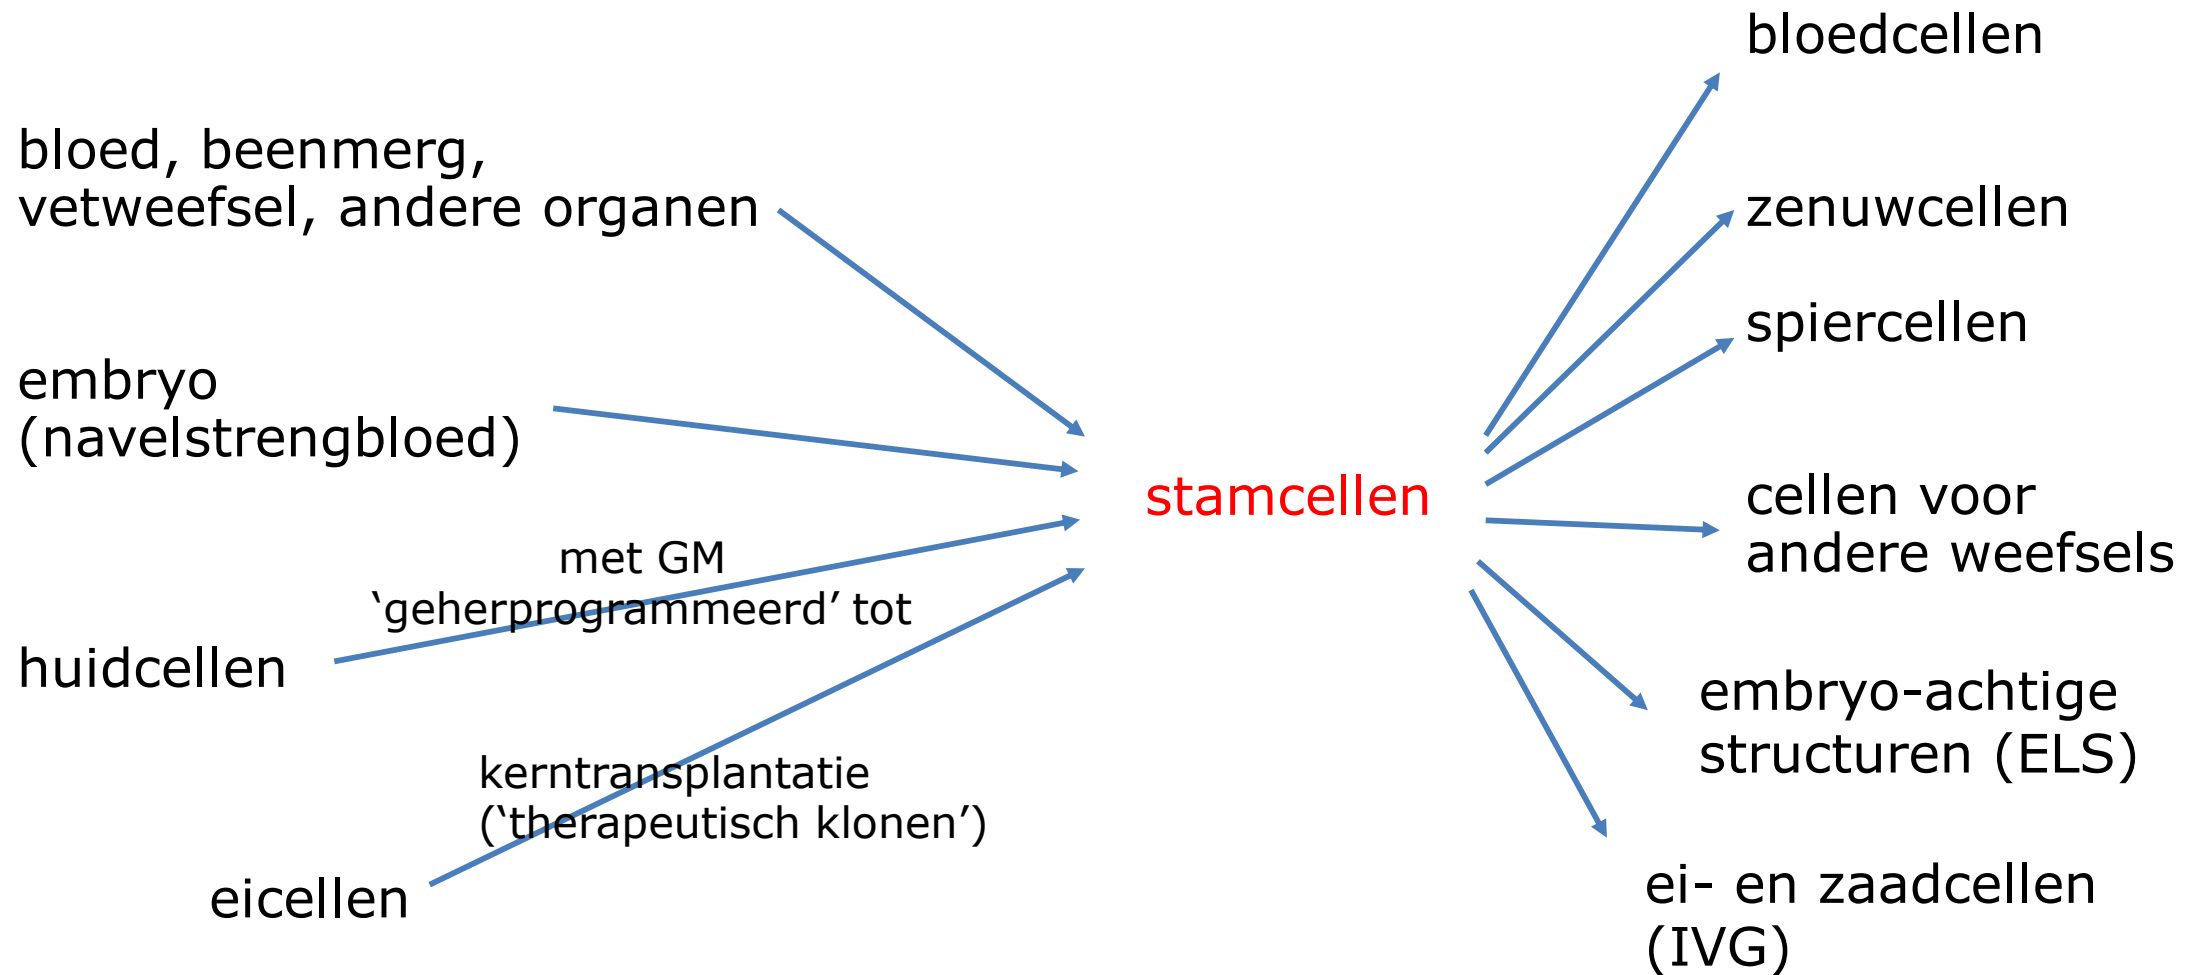 bloed, beenmerg,
vetweefsel, andere organen
embryo
(navelstrengbloed)
met GM
‘geherprogrammeerd’ tot
huidcellen
kerntransplantatie
(‘therapeutisch klonen’)
eicellen
stamcellen
bloedcellen
zenuwcellen
spiercellen
cellen voor
andere weefsels
embryo-achtige
structuren (ELS)
ei- en zaadcellen
(IVG)